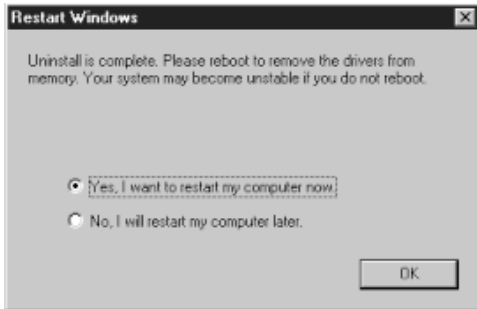 Restart Windows
Uninstall is complete. Please reboot to remove the drivers from
memory. Your system may become unstable if you do not reboot.
Yes, I want to restart my computer now.
No, I will restart my computer later.
OK